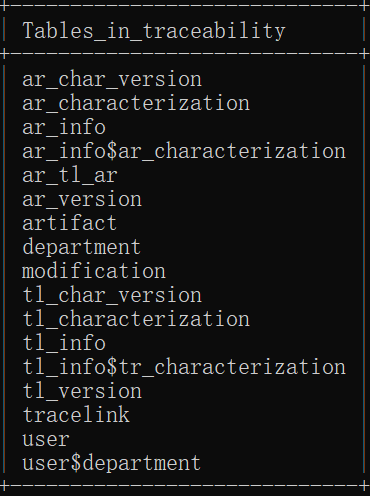 Tables_in_traceability
ar_char_version
ar_characterization
ar_info
ar_info$ar_characterization
ar_tl_ar
ar_version
artifact
department
modification
tl_char_version
tl_characterization
tl_info
tl_info$tr_characterization
tl_version
tracelink
user
user$department